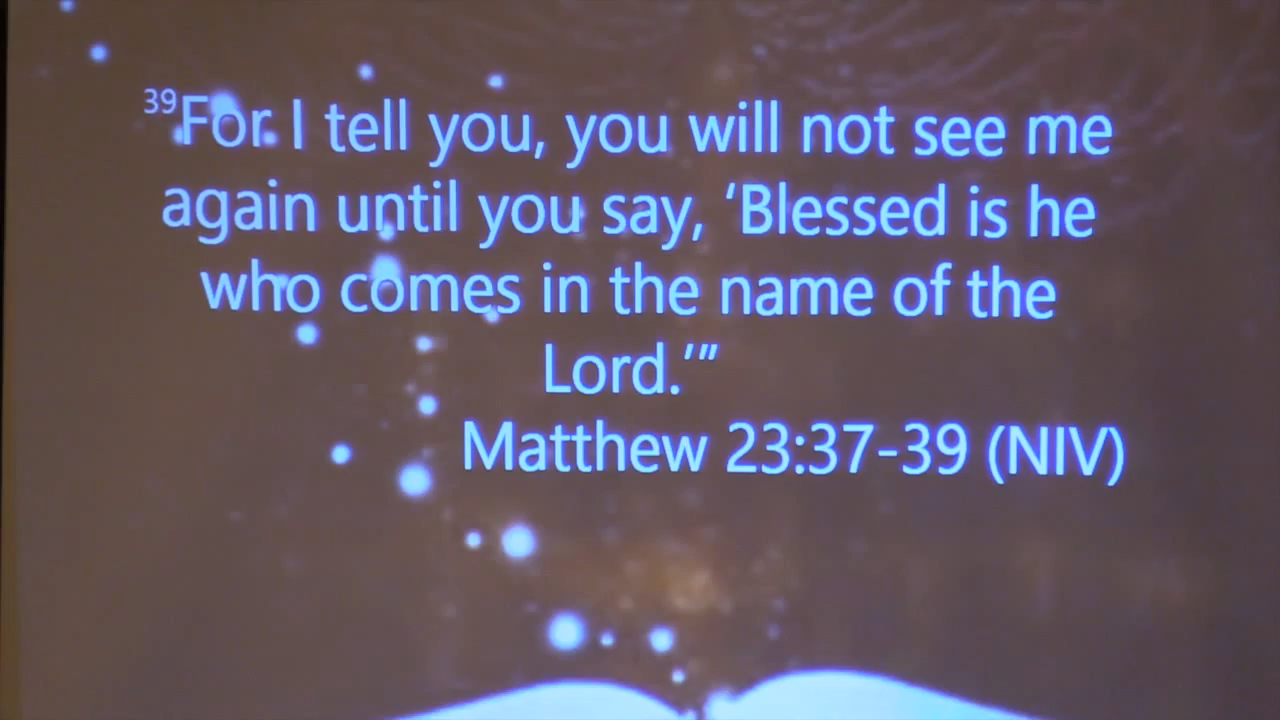 ³⁹For I tell you, you will not see me
again until you say, ‘Blessed is he
who comes in the name of the
Lord.’”
Matthew 23:37-39 (NIV)